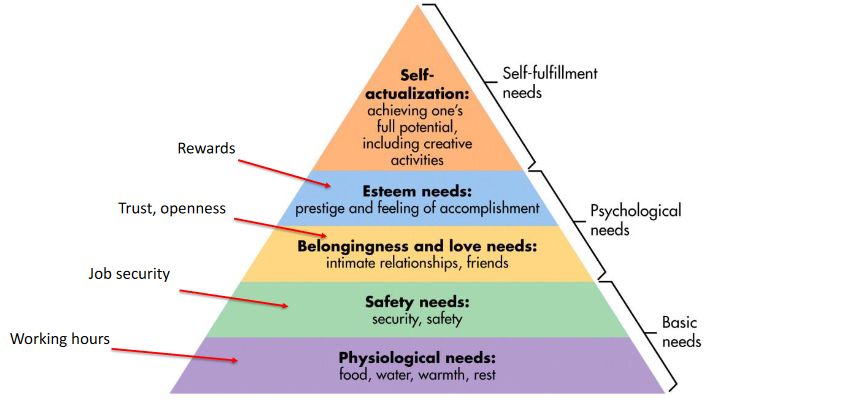 Self-
actualization:
achieving one's
full potential,
including creative
activities
Self-fulfillment
needs
Rewards
Esteem needs:
prestige and feeling of accomplishment
Psychological
needs
Trust, openness
Belongingness and love needs:
intimate relationships, friends
Job security
Safety needs:
security, safety
Basic
needs
Working hours
Physiological needs:
food, water, warmth, rest